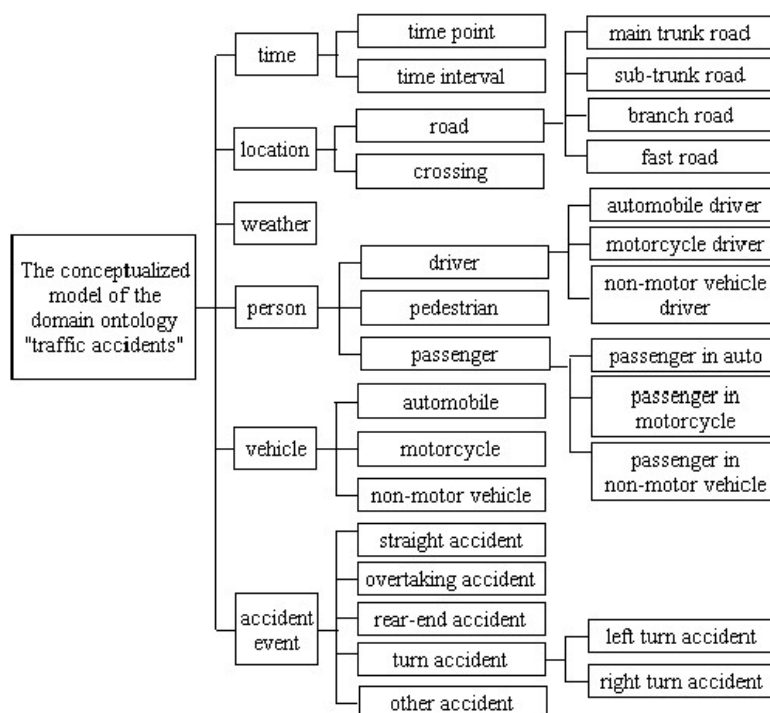 The conceptualized
model of the
domain ontology
"traffic accidents"
time
time point
time interval
location
road
main trunk road
sub-trunk road
branch road
fast road
crossing
weather
person
driver
automobile driver
motorcycle driver
non-motor vehicle
driver
pedestrian
passenger
passenger in auto
passenger in
motorcycle
passenger in
non-motor vehicle
vehicle
automobile
motorcycle
non-motor vehicle
accident
event
straight accident
overtaking accident
rear-end accident
turn accident
left turn accident
right turn accident
other accident